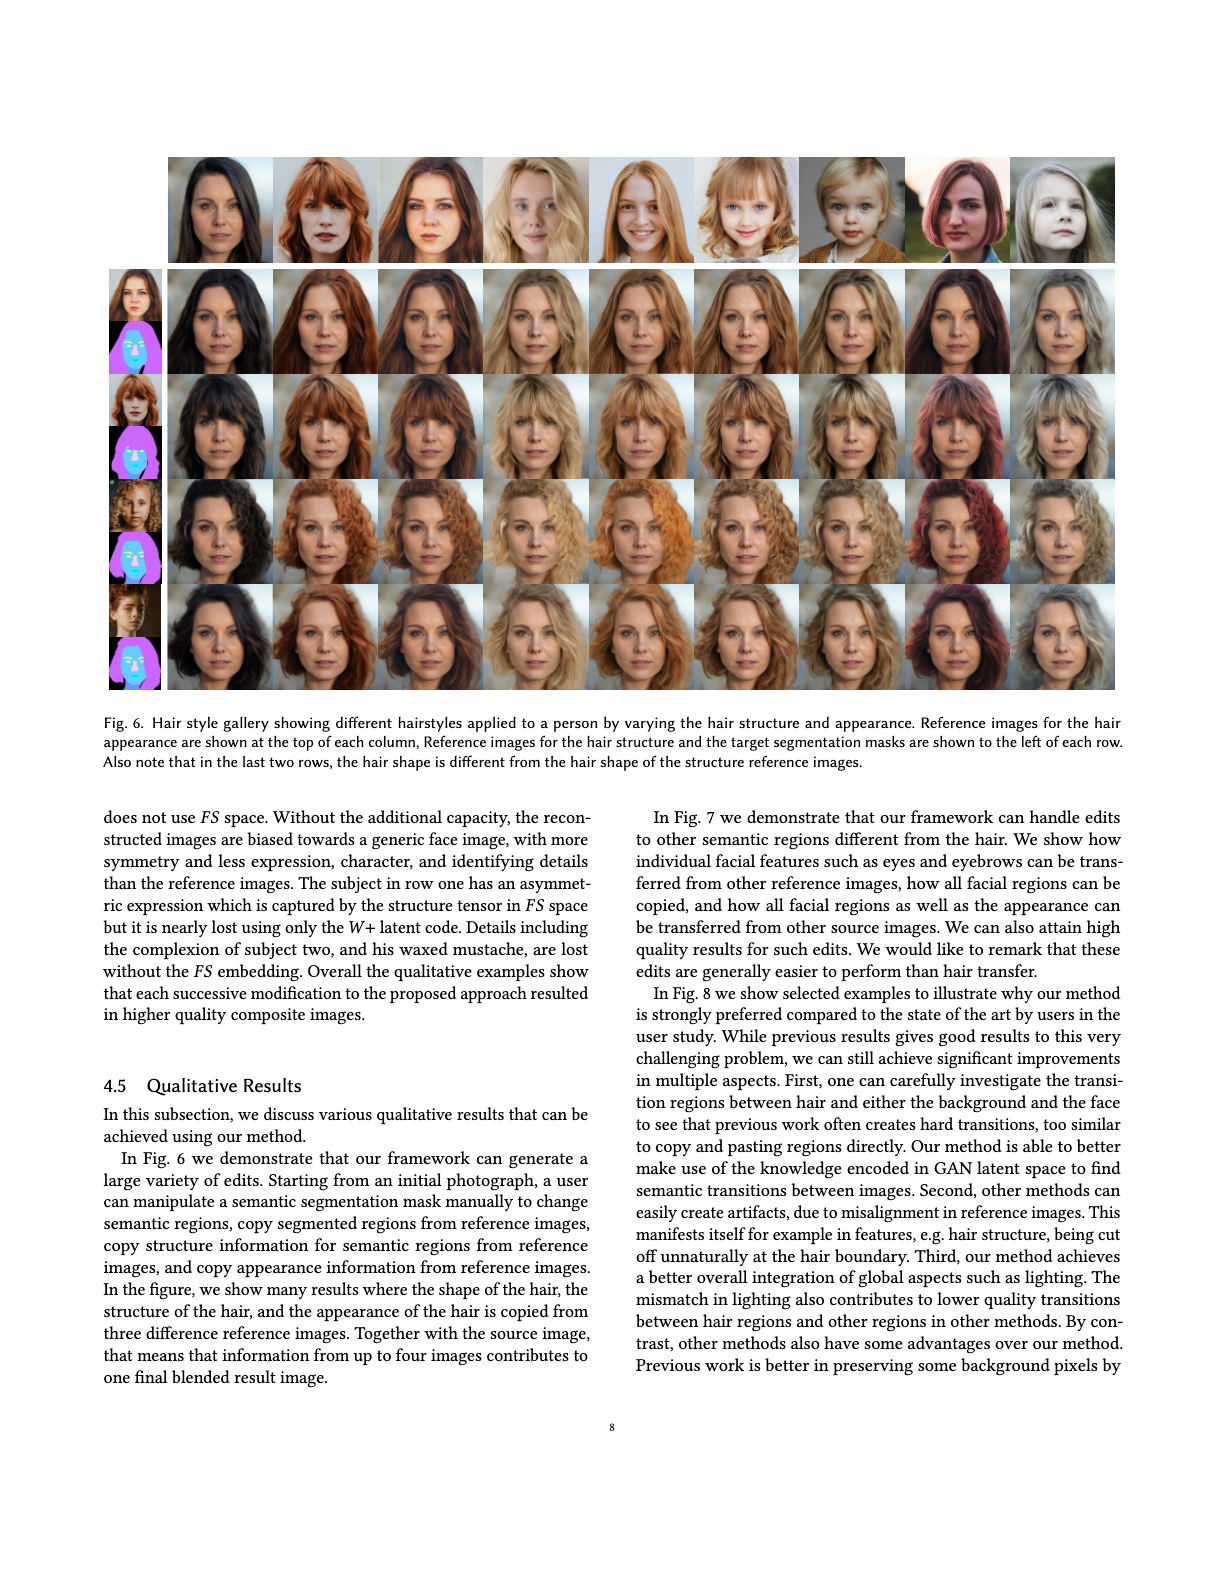 Fig. 6. Hair style gallery showing different hairstyles applied to a person by varying the hair structure and appearance. Reference images for the hair
appearance are shown at the top of each column, Reference images for the hair structure and the target segmentation masks are shown to the left of each row.
Also note that in the last two rows, the hair shape is different from the hair shape of the structure reference images.
does not use FS space. Without the additional capacity, the recon-
structed images are biased towards a generic face image, with more
symmetry and less expression, character, and identifying details
than the reference images. The subject in row one has an asymmet-
ric expression which is captured by the structure tensor in FS space
but it is nearly lost using only the W+ latent code. Details including
the complexion of subject two, and his waxed mustache, are lost
without the FS embedding. Overall the qualitative examples show
that each successive modification to the proposed approach resulted
in higher quality composite images.
4.5 Qualitative Results
In this subsection, we discuss various qualitative results that can be
achieved using our method.
In Fig. 6 we demonstrate that our framework can generate a
large variety of edits. Starting from an initial photograph, a user
can manipulate a semantic segmentation mask manually to change
semantic regions, copy segmented regions from reference images,
copy structure information for semantic regions from reference
images, and copy appearance information from reference images.
In the figure, we show many results where the shape of the hair, the
structure of the hair, and the appearance of the hair is copied from
three difference reference images. Together with the source image,
that means that information from up to four images contributes to
one final blended result image.
In Fig. 7 we demonstrate that our framework can handle edits
to other semantic regions different from the hair. We show how
individual facial features such as eyes and eyebrows can be trans-
ferred from other reference images, how all facial regions can be
copied, and how all facial regions as well as the appearance can
be transferred from other source images. We can also attain high
quality results for such edits. We would like to remark that these
edits are generally easier to perform than hair transfer.
In Fig. 8 we show selected examples to illustrate why our method
is strongly preferred compared to the state of the art by users in the
user study. While previous results gives good results to this very
challenging problem, we can still achieve significant improvements
in multiple aspects. First, one can carefully investigate the transi-
tion regions between hair and either the background and the face
to see that previous work often creates hard transitions, too similar
to copy and pasting regions directly. Our method is able to better
make use of the knowledge encoded in GAN latent space to find
semantic transitions between images. Second, other methods can
easily create artifacts, due to misalignment in reference images. This
manifests itself for example in features, e.g. hair structure, being cut
off unnaturally at the hair boundary. Third, our method achieves
a better overall integration of global aspects such as lighting. The
mismatch in lighting also contributes to lower quality transitions
between hair regions and other regions in other methods. By con-
trast, other methods also have some advantages over our method.
Previous work is better in preserving some background pixels by
8